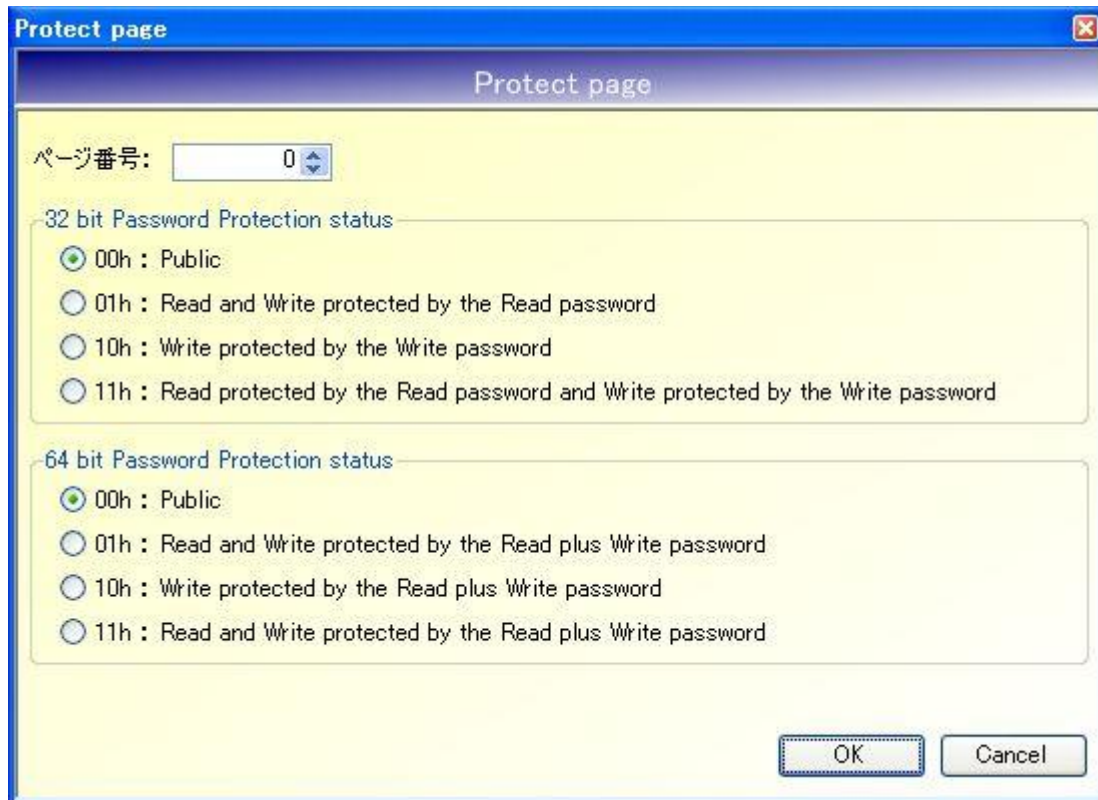 Protect page
Protect page
ページ番号: 0
32 bit Password Protection status
00h : Public
01h : Read and Write protected by the Read password
10h : Write protected by the Write password
11h : Read protected by the Read password and Write protected by the Write password
64 bit Password Protection status
00h : Public
01h : Read and Write protected by the Read plus Write password
10h : Write protected by the Read plus Write password
11h : Read and Write protected by the Read plus Write password
OK Cancel